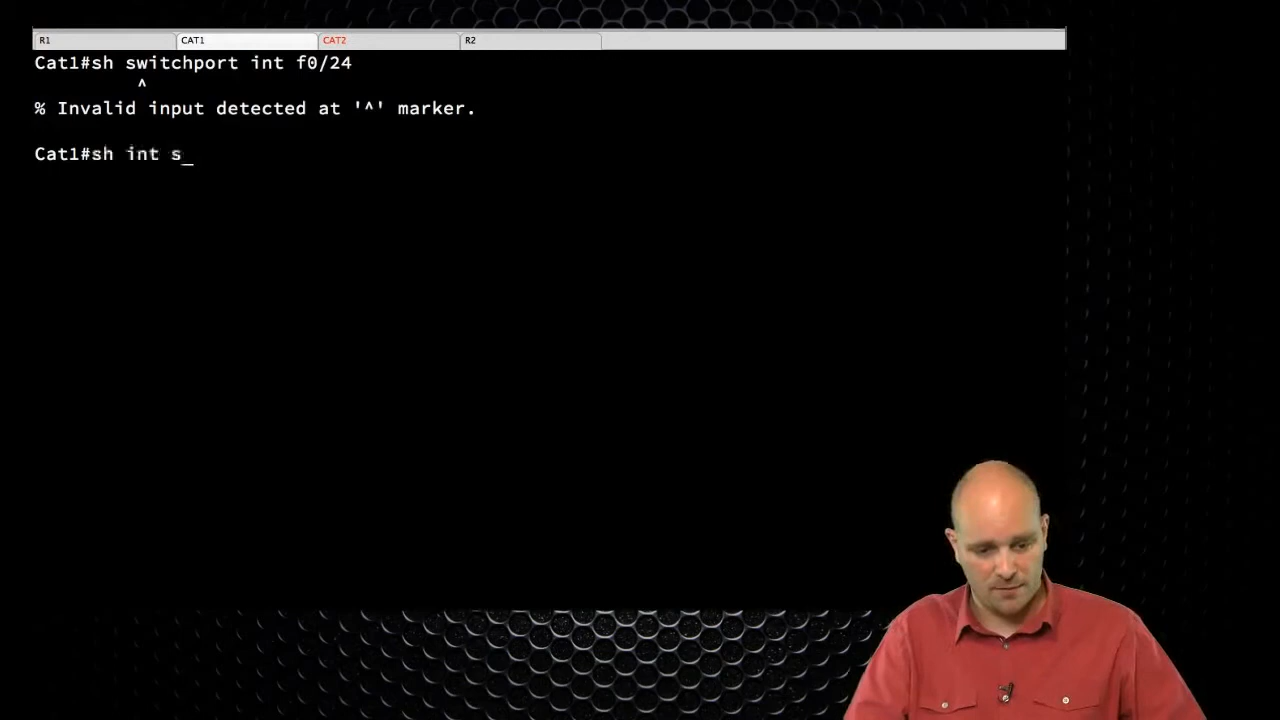 R1 CAT1 CAT2 R2
Cat1#sh switchport int f0/24
^
% Invalid input detected at '^' marker.
Cat1#sh int s_